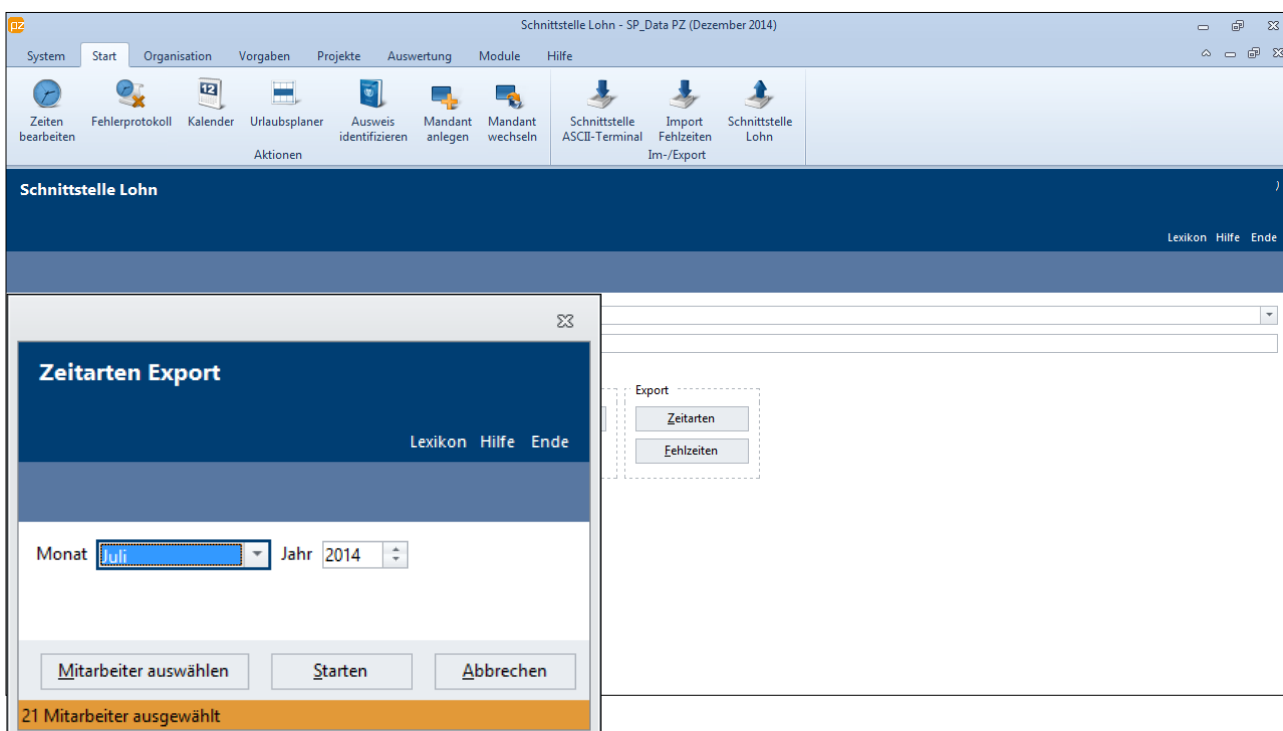 PZ
Schnittstelle Lohn - SP_Data PZ (Dezember 2014)
System Start Organisation Vorgaben Projekte Auswertung Module Hilfe
12
Zeiten bearbeiten
Fehlerprotokoll
Kalender
Urlaubsplaner
Ausweis identifizieren
Mandant anlegen
Mandant wechseln
Schnittstelle ASCII-Terminal
Import Fehlzeiten
Schnittstelle Lohn
Aktionen
Im-/Export
Schnittstelle Lohn
)
Lexikon Hilfe Ende
Export
Zeitarten
Fehlzeiten
Zeitarten Export
Lexikon Hilfe Ende
Monat Juli Jahr 2014
Mitarbeiter auswählen Starten Abbrechen
21 Mitarbeiter ausgewählt